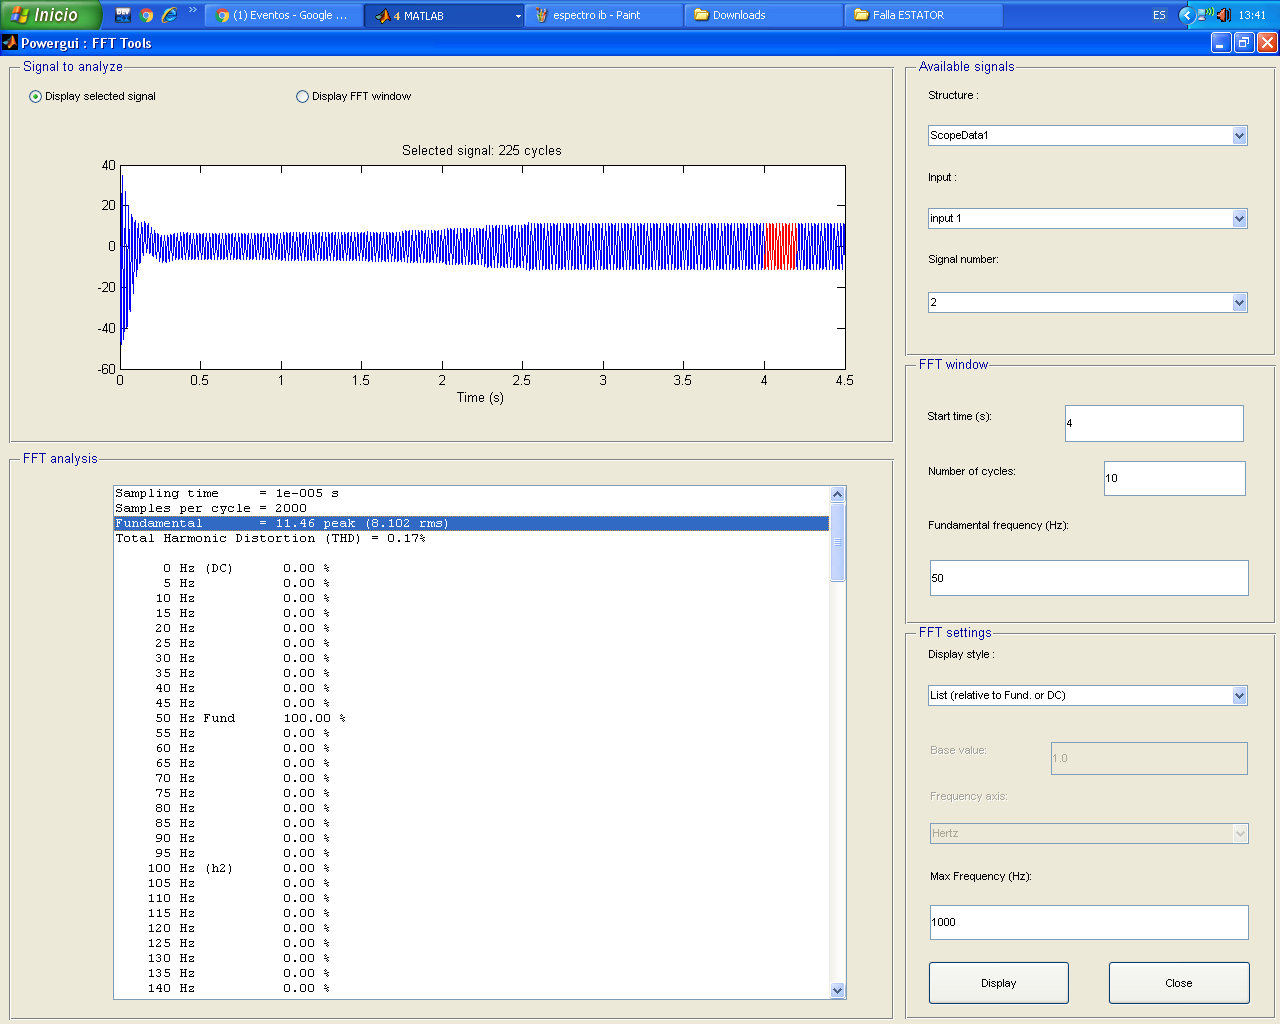 Inicio
(1) Eventos - Google ...
4 MATLAB
espectro ib - Paint
Downloads
Falla ESTATOR
ES
13:41
Powergui : FFT Tools
Signal to analyze
Display selected signal
Display FFT window
Selected signal: 225 cycles
40
20
0
-20
-40
-60
0 0.5 1 1.5 2 2.5 3 3.5 4 4.5
Time (s)
FFT analysis
Sampling time = 1e-005 s
Samples per cycle = 2000
Fundamental = 11.46 peak (8.102 rms)
Total Harmonic Distortion (THD) = 0.17%
0 Hz (DC) 0.00 %
5 Hz 0.00 %
10 Hz 0.00 %
15 Hz 0.00 %
20 Hz 0.00 %
25 Hz 0.00 %
30 Hz 0.00 %
35 Hz 0.00 %
40 Hz 0.00 %
45 Hz 0.00 %
50 Hz Fund 100.00 %
55 Hz 0.00 %
60 Hz 0.00 %
65 Hz 0.00 %
70 Hz 0.00 %
75 Hz 0.00 %
80 Hz 0.00 %
85 Hz 0.00 %
90 Hz 0.00 %
95 Hz 0.00 %
100 Hz (h2) 0.00 %
105 Hz 0.00 %
110 Hz 0.00 %
115 Hz 0.00 %
120 Hz 0.00 %
125 Hz 0.00 %
130 Hz 0.00 %
135 Hz 0.00 %
140 Hz 0.00 %
Available signals
Structure :
ScopeData1
Input :
input 1
Signal number:
2
FFT window
Start time (s):
4
Number of cycles:
10
Fundamental frequency (Hz):
50
FFT settings
Display style :
List (relative to Fund. or DC)
Base value:
1.0
Frequency axis:
Hertz
Max Frequency (Hz):
1000
Display
Close